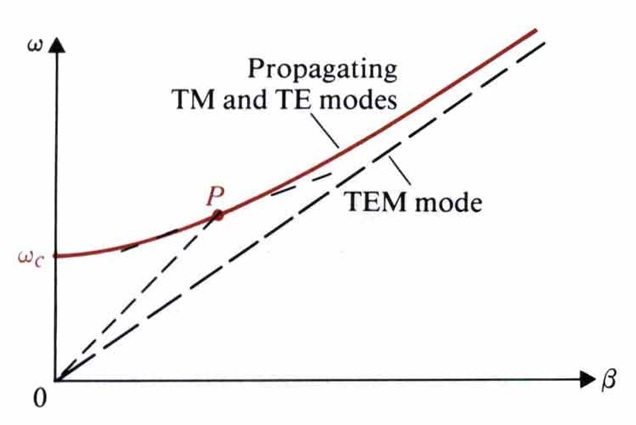 ω
Propagating
TM and TE modes
P
TEM mode
ω_c
0
β